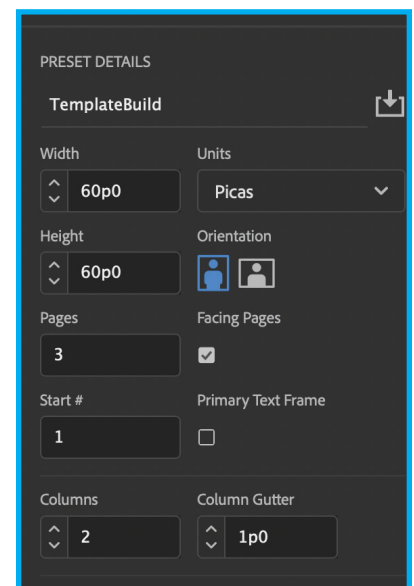 PRESET DETAILS
TemplateBuild
Width Units
60p0 Picas
Height Orientation
60p0
Pages Facing Pages
3
Start # Primary Text Frame
1
Columns Column Gutter
2 1p0